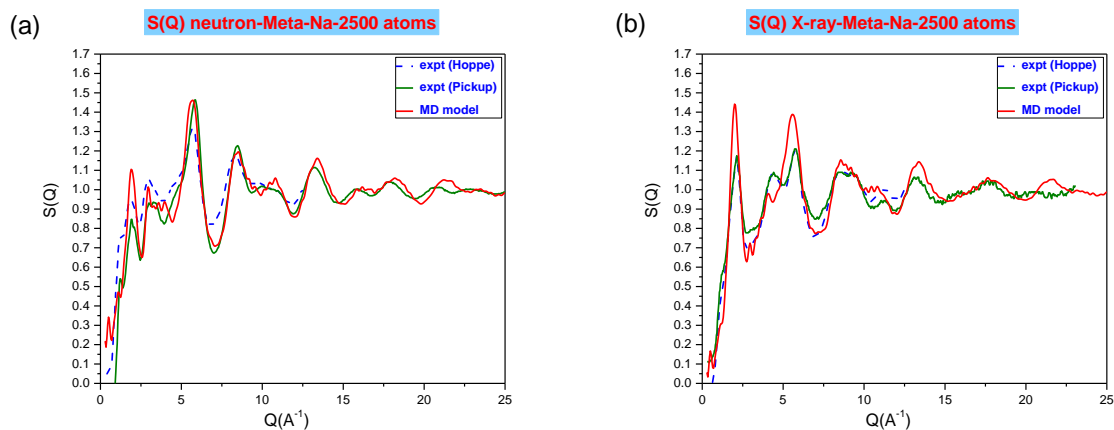 (a)
S(Q) neutron-Meta-Na-2500 atoms
1.7
1.6
1.5
1.4
1.3
1.2
1.1
1.0
0.9
0.8
0.7
0.6
0.5
0.4
0.3
0.2
0.1
0.0
S(Q)
expt (Hoppe)
expt (Pickup)
MD model
0 5 10 15 20 25
Q(A⁻¹)
(b)
S(Q) X-ray-Meta-Na-2500 atoms
1.7
1.6
1.5
1.4
1.3
1.2
1.1
1.0
0.9
0.8
0.7
0.6
0.5
0.4
0.3
0.2
0.1
0.0
S(Q)
expt (Hoppe)
expt (Pickup)
MD model
0 5 10 15 20 25
Q(A⁻¹)